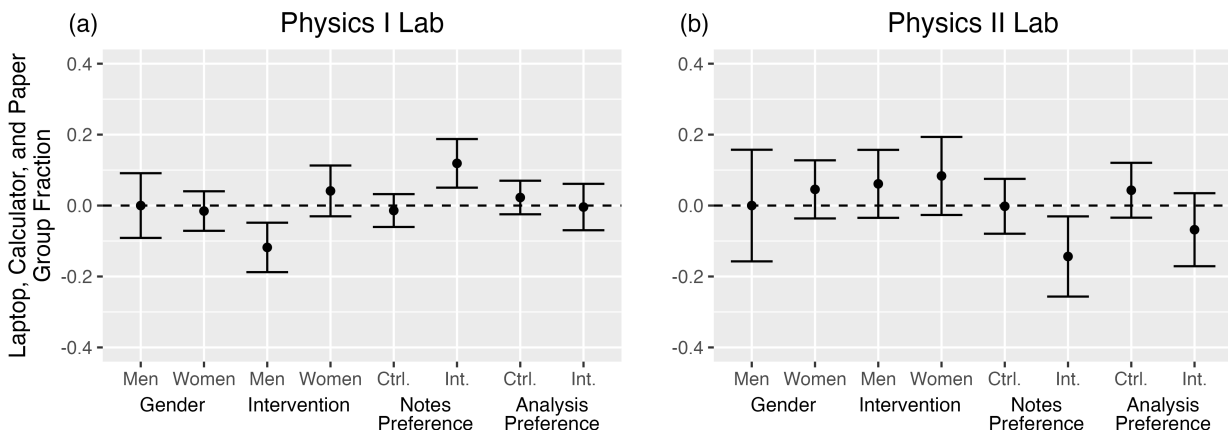 (a) Physics I Lab
(b) Physics II Lab
Laptop, Calculator, and Paper
Group Fraction
0.4
0.2
0.0
-0.2
-0.4
Men Women Men Women Ctrl. Int. Ctrl. Int.
Gender Intervention Notes Analysis
Preference Preference
0.4
0.2
0.0
-0.2
-0.4
Men Women Men Women Ctrl. Int. Ctrl. Int.
Gender Intervention Notes Analysis
Preference Preference